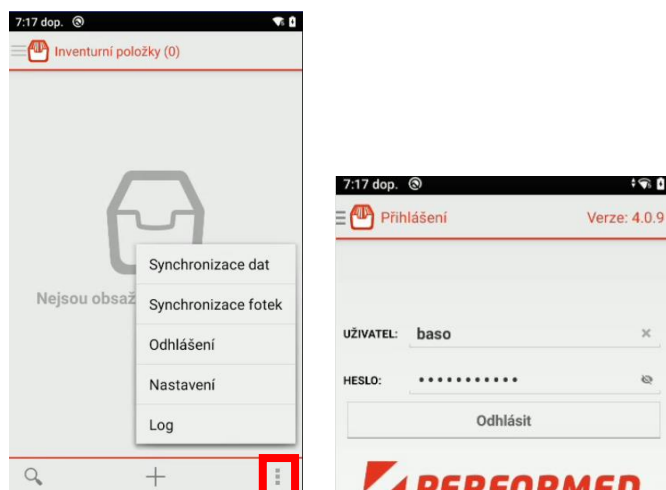 7:17 dop.
Inventurní položky (0)
Nejsou obsaž
Synchronizace dat
Synchronizace fotek
Odhlášení
Nastavení
Log
7:17 dop.
Přihlášení
Verze: 4.0.9
UŽIVATEL: baso
HESLO: •••••••••••
Odhlásit
PERFORMED